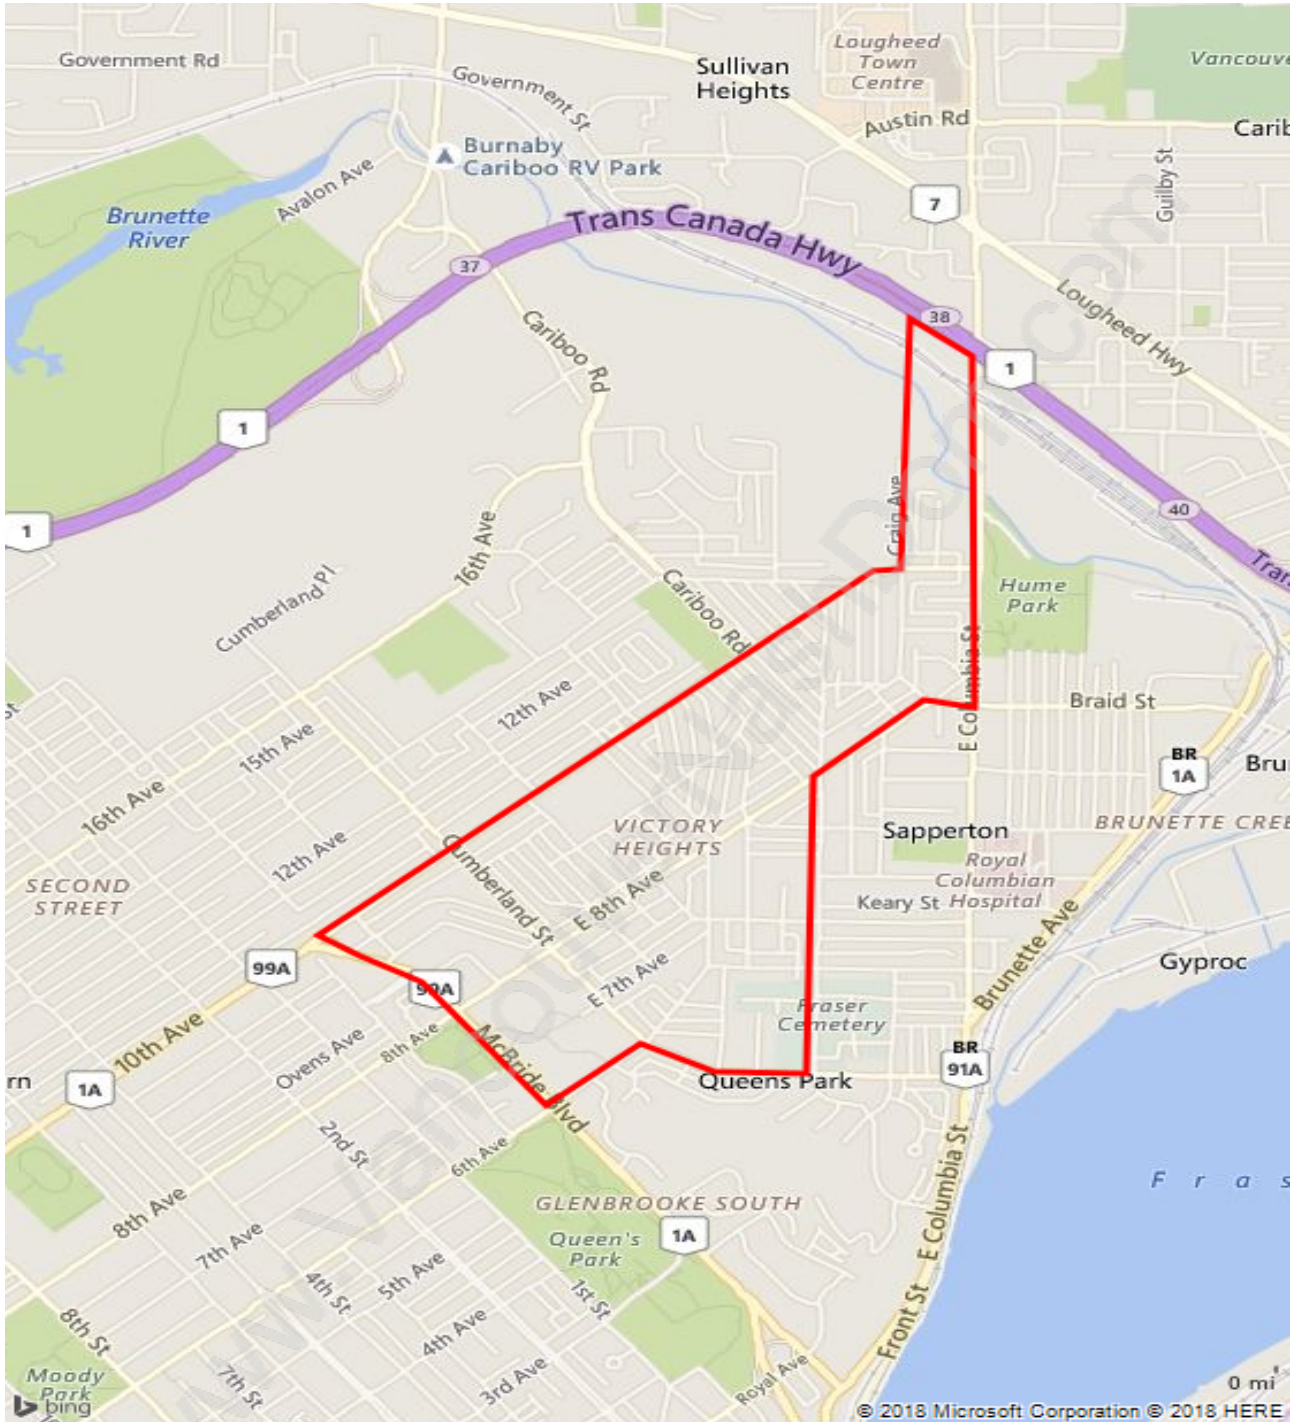 Government Rd
Government St
Sullivan
Heights
Lougheed
Town
Centre
Vancouve
Austin Rd
Carib
Burnaby
Cariboo RV Park
Avalon Ave
Guilby St
Brunette
River
7
Trans Canada Hwy
37
Lougheed Hwy
38
Cariboo Rd
1
1
1
Craig Ave
40
Trans
16th Ave
Cumberland Pl
Cariboo Rd
Hume
Park
E Columbia St
St
12th Ave
Braid St
15th Ave
BR
1A
Bru
16th Ave
VICTORY
HEIGHTS
Sapperton
BRUNETTE CREE
12th Ave
Cumberland St
Royal
Columbian
Hospital
SECOND
STREET
E 8th Ave
Keary St
Brunette Ave
99A
99A
E 7th Ave
Gyproc
Fraser
Cemetery
10th Ave
Ovens Ave
8th Ave
McBride Blvd
BR
91A
rn
1A
Queens Park
2nd St
6th Ave
E Columbia St
Fras
8th Ave
GLENBROOKE SOUTH
7th Ave
Queen's
Park
1A
5th Ave
4th St
1st St
8th St
4th Ave
Front St
Moody
Park
7th St
3rd Ave
Royal Ave
0 mi
bing
© 2018 Microsoft Corporation © 2018 HERE